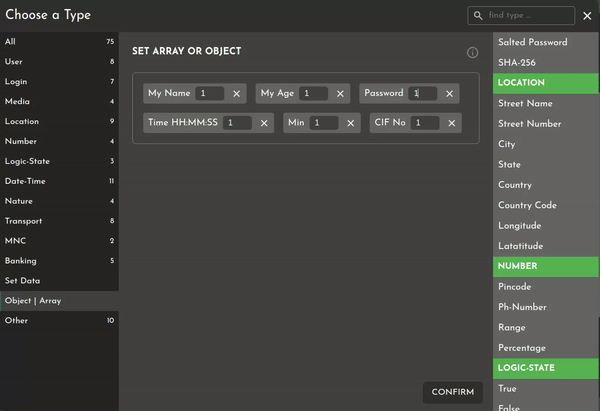 Choose a Type
find type ..
All 75
User 8
Login 7
Media 4
Location 9
Number 4
Logic-State 3
Date-Time 11
Nature 4
Transport 8
MNC 2
Banking 5
Set Data
Object | Array
Other 10
SET ARRAY OR OBJECT
My Name 1
My Age 1
Password 1
Time HH:MM:SS 1
Min 1
CIF No 1
CONFIRM
Salted Password
SHA-256
LOCATION
Street Name
Street Number
City
State
Country
Country Code
Longitude
Latatitude
NUMBER
Pincode
Ph-Number
Range
Percentage
LOGIC-STATE
True
False